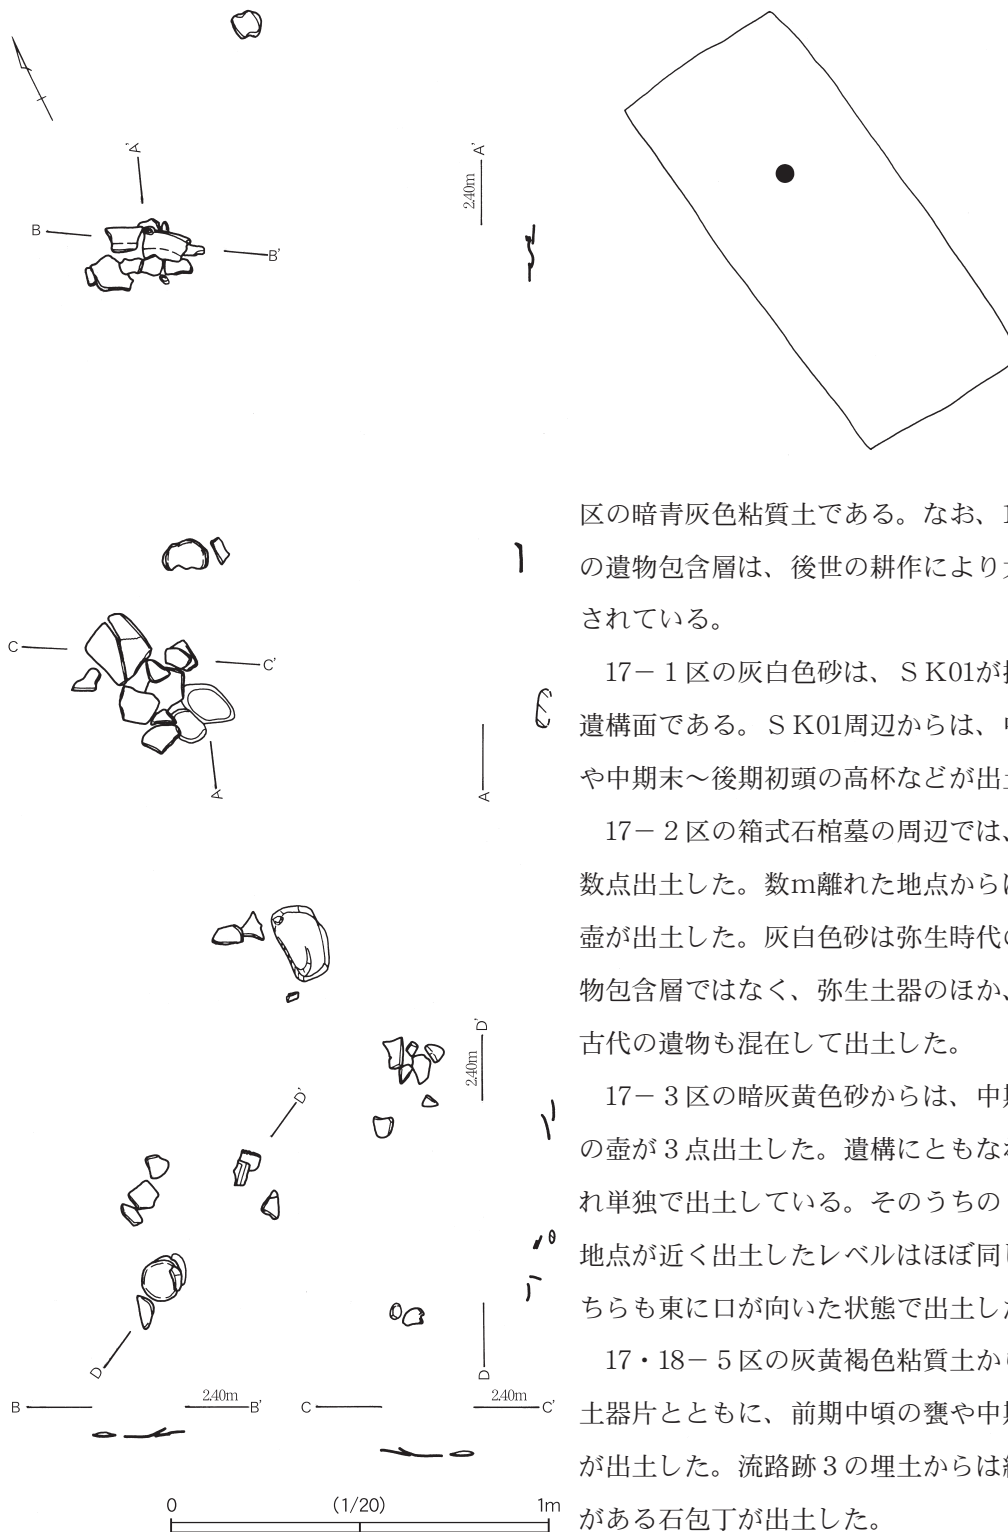 A'
A'
2.40m
B
B'
区の暗青灰色粘質土である。なお、
の遺物包含層は、後世の耕作により
されている。
17－1区の灰白色砂は、ＳＫ01が
遺構面である。ＳＫ01周辺からは、
や中期末～後期初頭の高杯などが出
17－2区の箱式石棺墓の周辺では、
数点出土した。数ｍ離れた地点から
壺が出土した。灰白色砂は弥生時代
物包含層ではなく、弥生土器のほか、
古代の遺物も混在して出土した。
17－3区の暗灰黄色砂からは、中
の壺が３点出土した。遺構にともな
れ単独で出土している。そのうちの
地点が近く出土したレベルはほぼ同
ちらも東に口が向いた状態で出土し
17・18－5区の灰黄褐色粘質土か
土器片とともに、前期中頃の甕や中
が出土した。流路跡３の埋土からは
がある石包丁が出土した。
C
C'
A
A
D'
2.40m
D'
D
D
B
2.40m
B'
C
2.40m
C'
0
(1/20)
1m